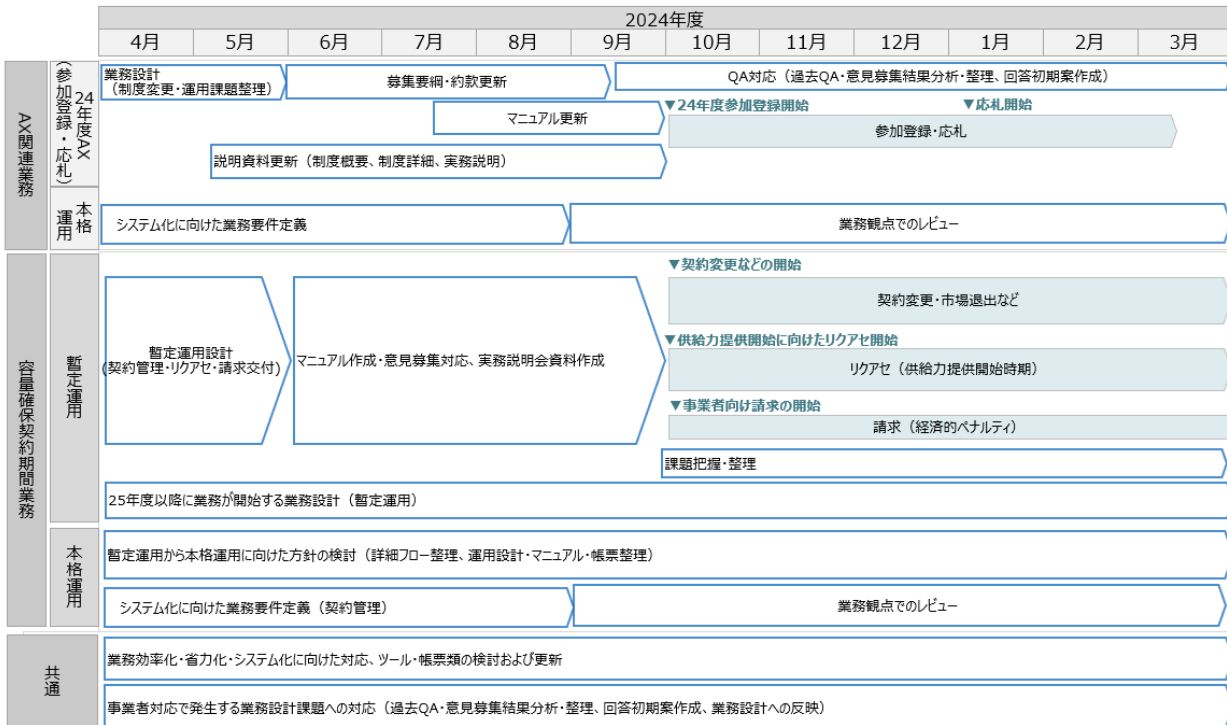 2024年度
4月 5月 6月 7月 8月 9月 10月 11月 12月 1月 2月 3月
AX関連業務
24年度AX
(参加登録・応札)
業務設計
(制度変更・運用課題整理)
募集要綱・約款更新
QA対応（過去QA・意見募集結果分析・整理、回答初期案作成）
マニュアル更新
▼24年度参加登録開始
▼応札開始
参加登録・応札
説明資料更新（制度概要、制度詳細、実務説明）
本格
運用
システム化に向けた業務要件定義
業務観点でのレビュー
容量確保契約期間業務
暫定運用
暫定運用設計
(契約管理・リクアセ・請求交付)
マニュアル作成・意見募集対応、実務説明会資料作成
▼契約変更などの開始
契約変更・市場退出など
▼供給力提供開始に向けたリクアセ開始
リクアセ（供給力提供開始時期）
▼事業者向け請求の開始
請求（経済的ペナルティ）
課題把握・整理
25年度以降に業務が開始する業務設計（暫定運用）
本格運用
暫定運用から本格運用に向けた方針の検討（詳細フロー整理、運用設計・マニュアル・帳票整理）
システム化に向けた業務要件定義（契約管理）
業務観点でのレビュー
共通
業務効率化・省力化・システム化に向けた対応、ツール・帳票類の検討および更新
事業者対応で発生する業務設計課題への対応（過去QA・意見募集結果分析・整理、回答初期案作成、業務設計への反映）